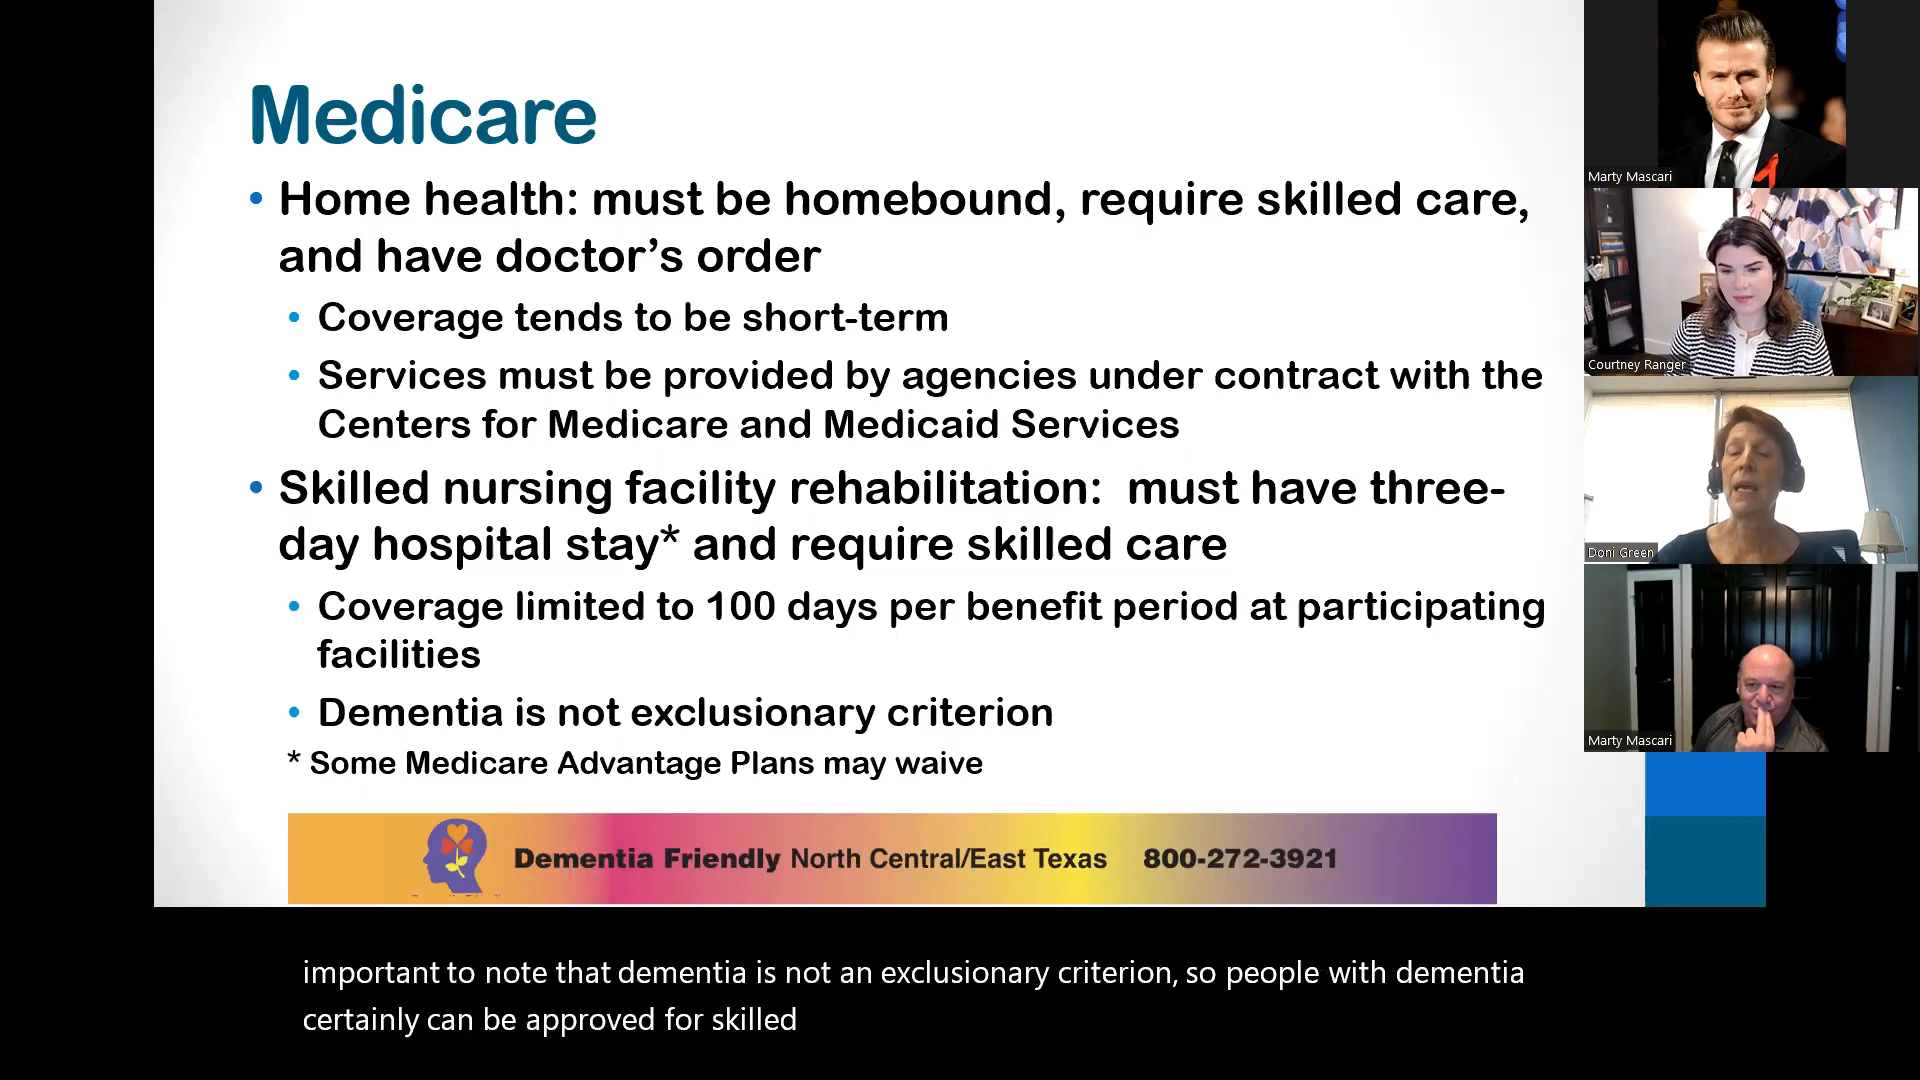 Medicare
• Home health: must be homebound, require skilled care,
and have doctor’s order
• Coverage tends to be short-term
• Services must be provided by agencies under contract with the
Centers for Medicare and Medicaid Services
• Skilled nursing facility rehabilitation:  must have three-
day hospital stay* and require skilled care
• Coverage limited to 100 days per benefit period at participating
facilities
• Dementia is not exclusionary criterion
* Some Medicare Advantage Plans may waive
Dementia Friendly North Central/East Texas 800-272-3921
Marty Mascari
Courtney Ranger
Doni Green
Marty Mascari
important to note that dementia is not an exclusionary criterion, so people with dementia
certainly can be approved for skilled